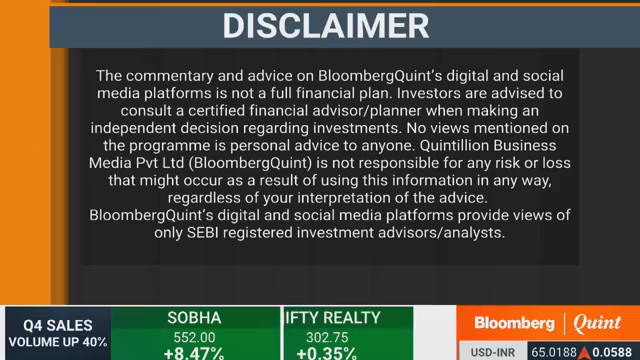 DISCLAIMER
The commentary and advice on BloombergQuint's digital and social
media platforms is not a full financial plan. Investors are advised to
consult a certified financial advisor/planner when making an
independent decision regarding investments. No views mentioned on
the programme is personal advice to anyone. Quintillion Business
Media Pvt Ltd (BloombergQuint) is not responsible for any risk or loss
that might occur as a result of using this information in any way,
regardless of your interpretation of the advice.
BloombergQuint's digital and social media platforms provide views of
only SEBI registered investment advisors/analysts.
Q4 SALES
VOLUME UP 40%
SOBHA
552.00
+8.47%
IFTY REALTY
302.75
+0.35%
Bloomberg Quint
USD-INR 65.0188 0.0588